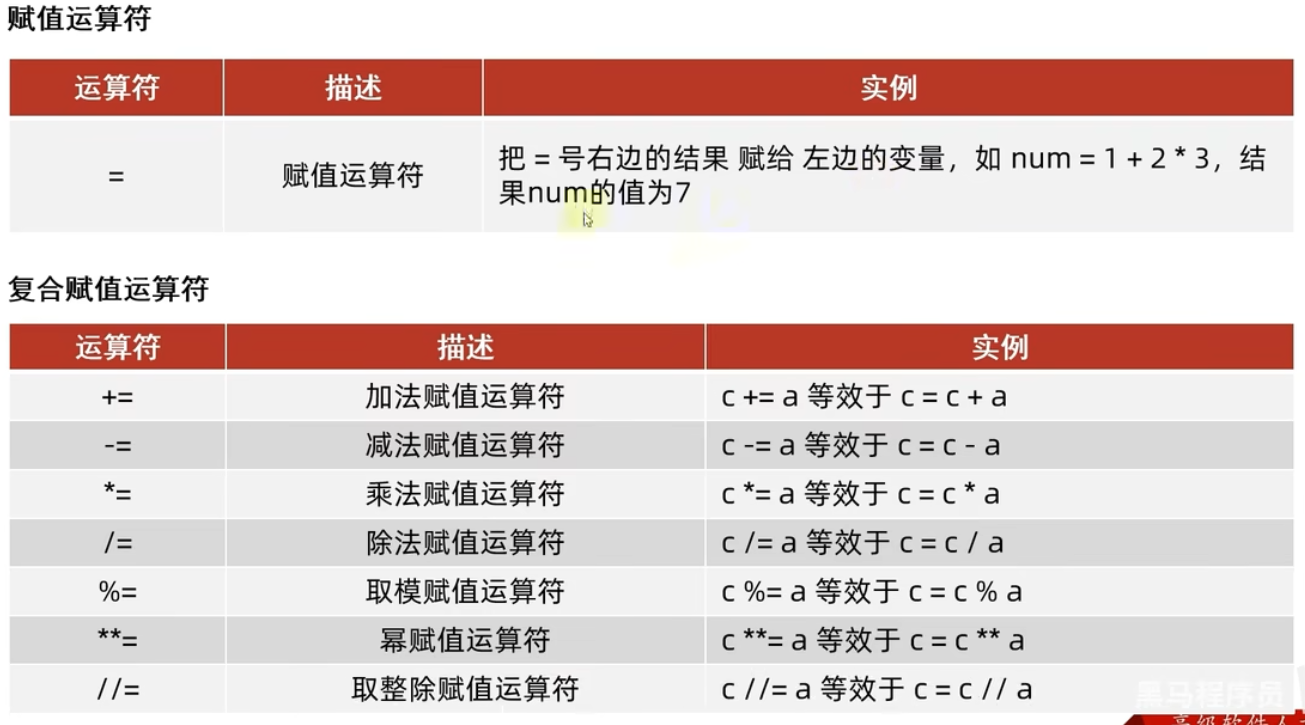 赋值运算符
运算符 描述 实例
= 赋值运算符 把 = 号右边的结果 赋给 左边的变量，如 num = 1 + 2 * 3，结
果num的值为7
复合赋值运算符
运算符 描述 实例
+= 加法赋值运算符 c += a 等效于 c = c + a
-= 减法赋值运算符 c -= a 等效于 c = c - a
*= 乘法赋值运算符 c *= a 等效于 c = c * a
/= 除法赋值运算符 c /= a 等效于 c = c / a
%= 取模赋值运算符 c %= a 等效于 c = c % a
**= 幂赋值运算符 c **= a 等效于 c = c ** a
//= 取整除赋值运算符 c //= a 等效于 c = c // a
黑马程序员
高级软件人